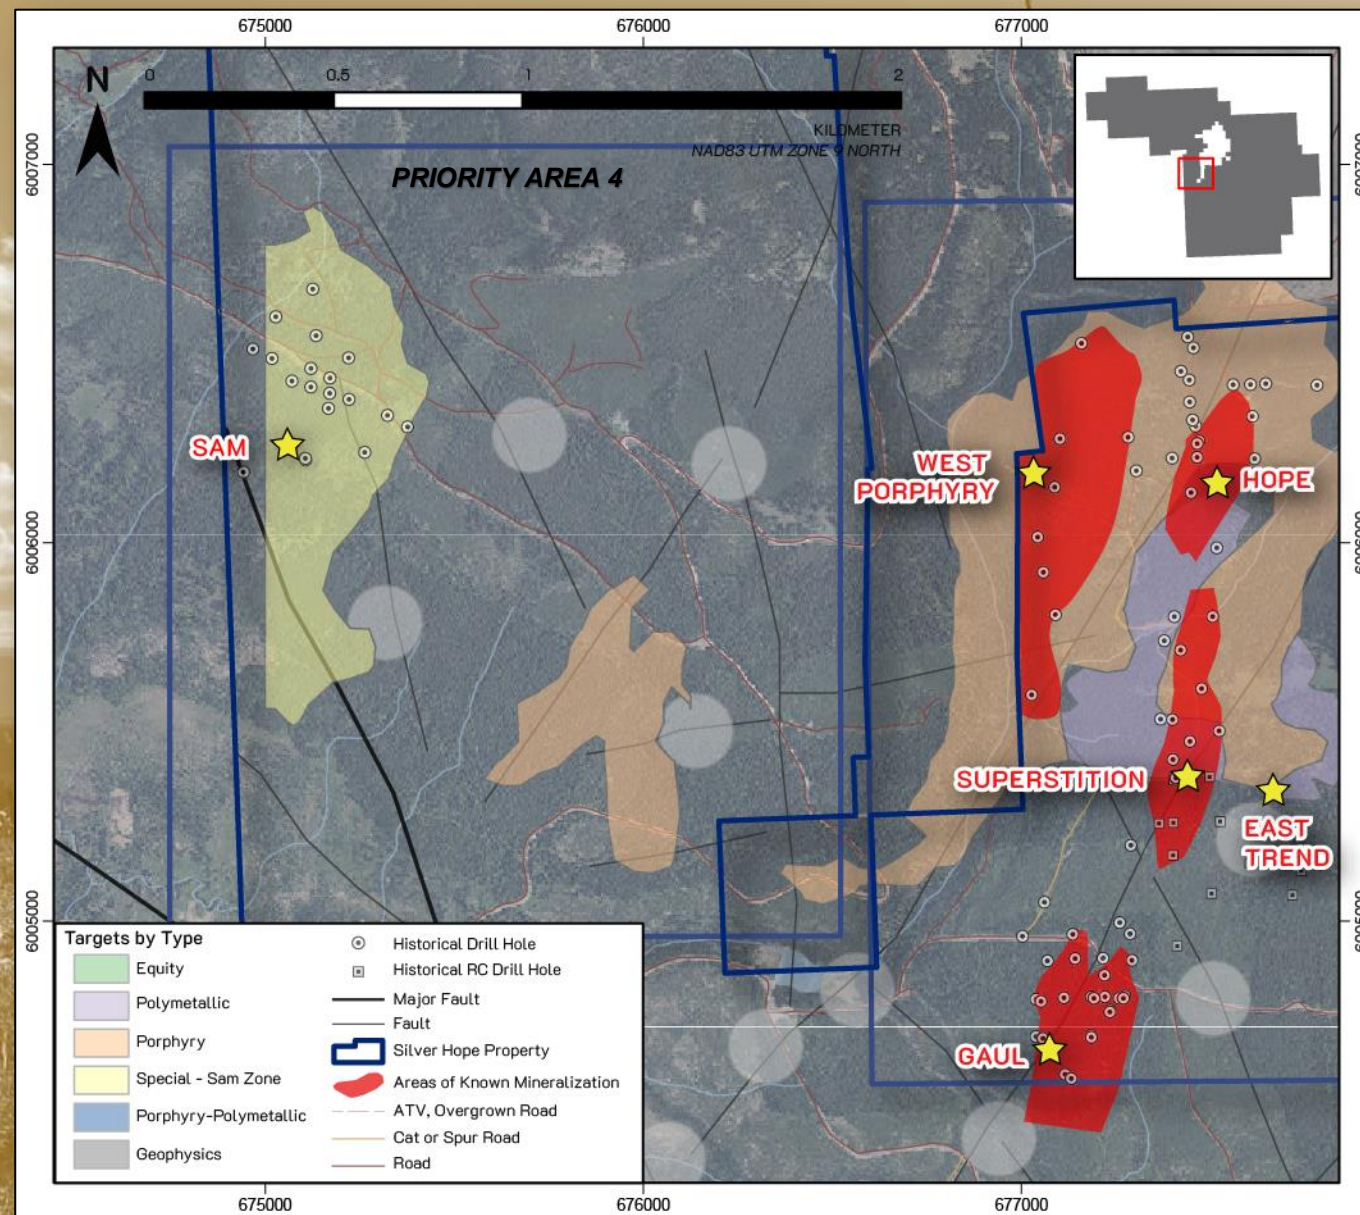 675000
676000
677000
N
0
0.5
1
2
KILOMETER
NAD83 UTM ZONE 9 NORTH
6007000
PRIORITY AREA 4
6007000
SAM
WEST
PORPHYRY
HOPE
6006000
6006000
SUPERSTITION
EAST
TREND
6005000
6005000
GAUL
Targets by Type
Equity
Polymetallic
Porphyry
Special - Sam Zone
Porphyry-Polymetallic
Geophysics
Historical Drill Hole
Historical RC Drill Hole
Major Fault
Fault
Silver Hope Property
Areas of Known Mineralization
ATV, Overgrown Road
Cat or Spur Road
Road
675000
676000
677000